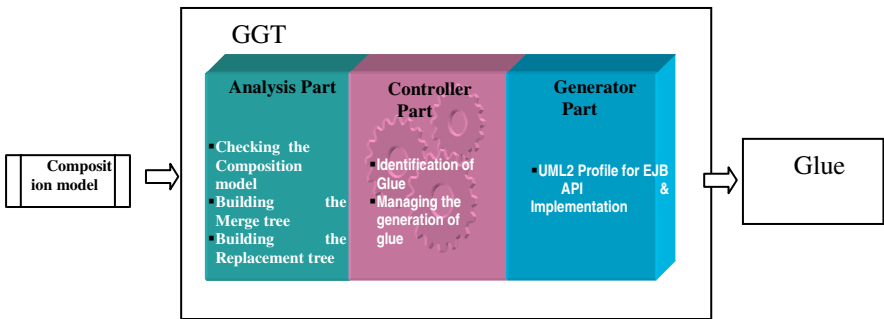 GGT
Analysis Part
▪Checking the
Composition
model
▪Building the
Merge tree
▪Building the
Replacement tree
Controller
Part
▪Identification of
Glue
▪Managing the
generation of
glue
Generator
Part
▪UML2 Profile for EJB
API &
Implementation
Composit
ion model
Glue